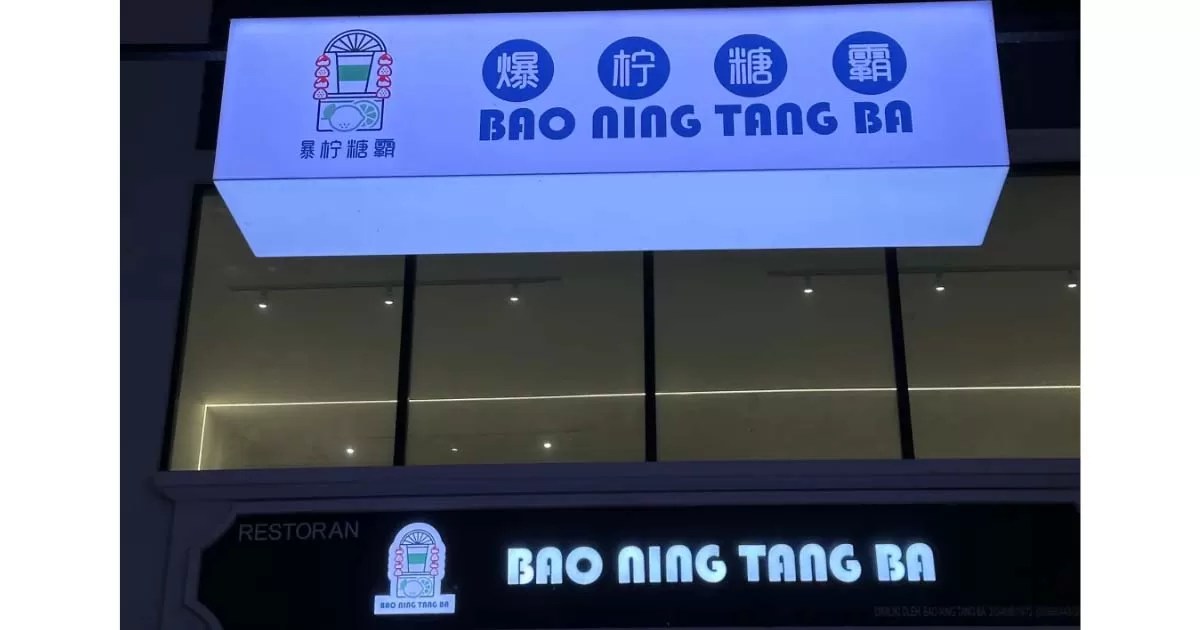 爆柠糖霸
BAO NING TANG BA
暴柠糖霸
RESTORAN
BAO NING TANG BA
BAO NING TANG BA